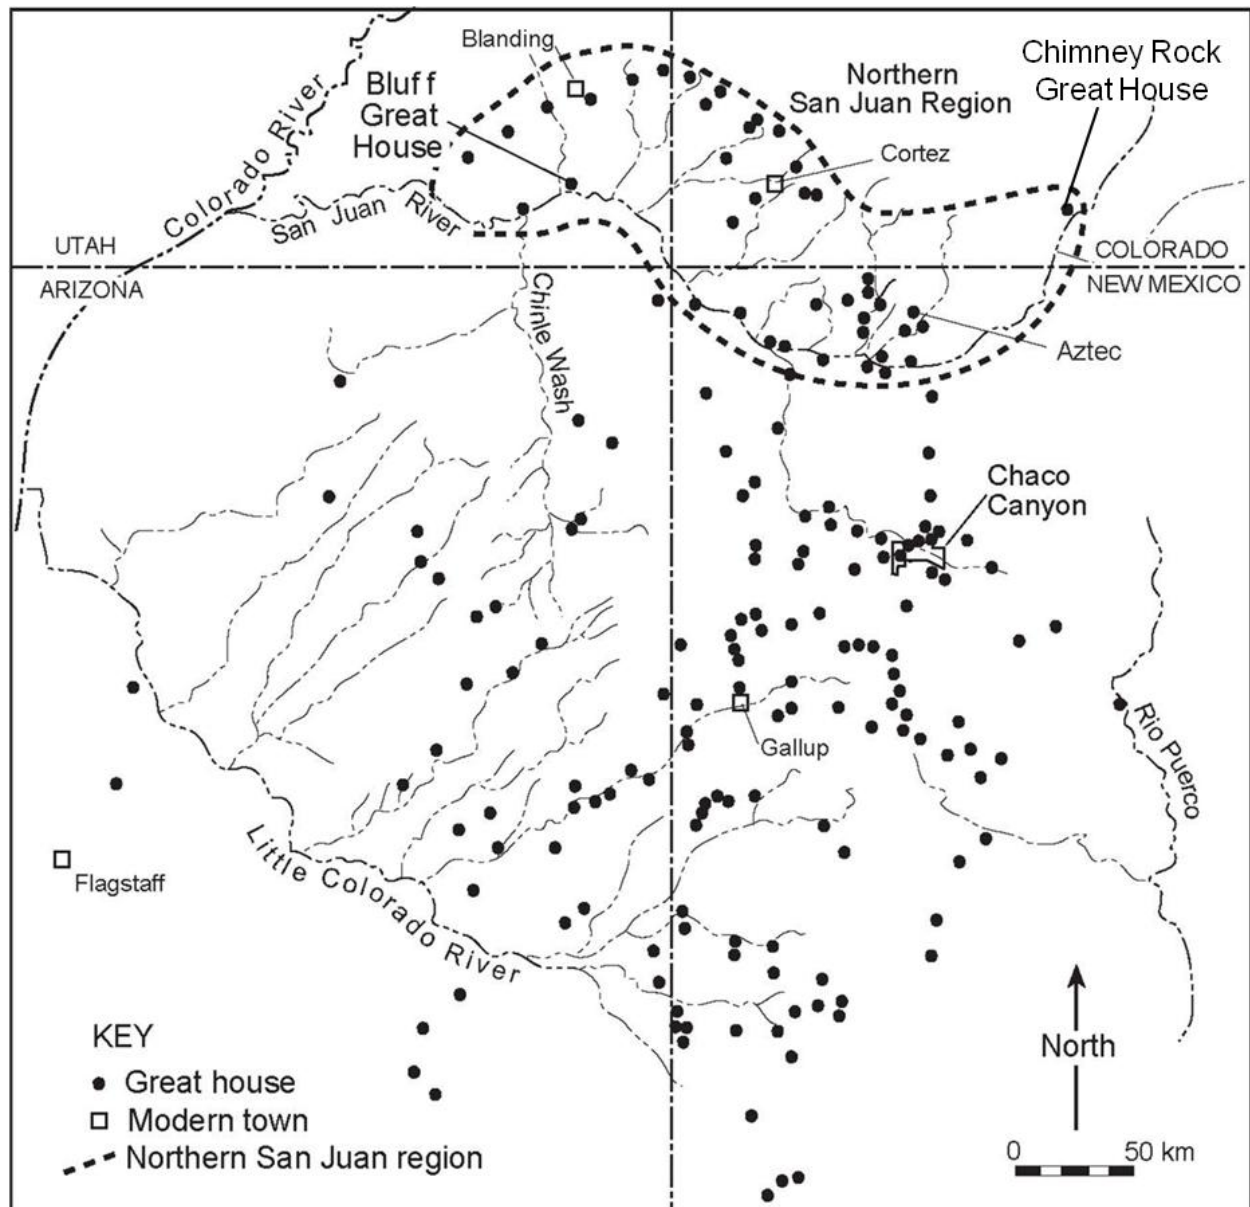 Blanding
Bluff
Great
House
Northern
San Juan Region
Chimney Rock
Great House
Cortez
Colorado River
San Juan River
UTAH
ARIZONA
COLORADO
NEW MEXICO
Chinle Wash
Aztec
Chaco
Canyon
Gallup
Rio Puerco
Flagstaff
Little Colorado River
KEY
Great house
Modern town
Northern San Juan region
North
0 50 km